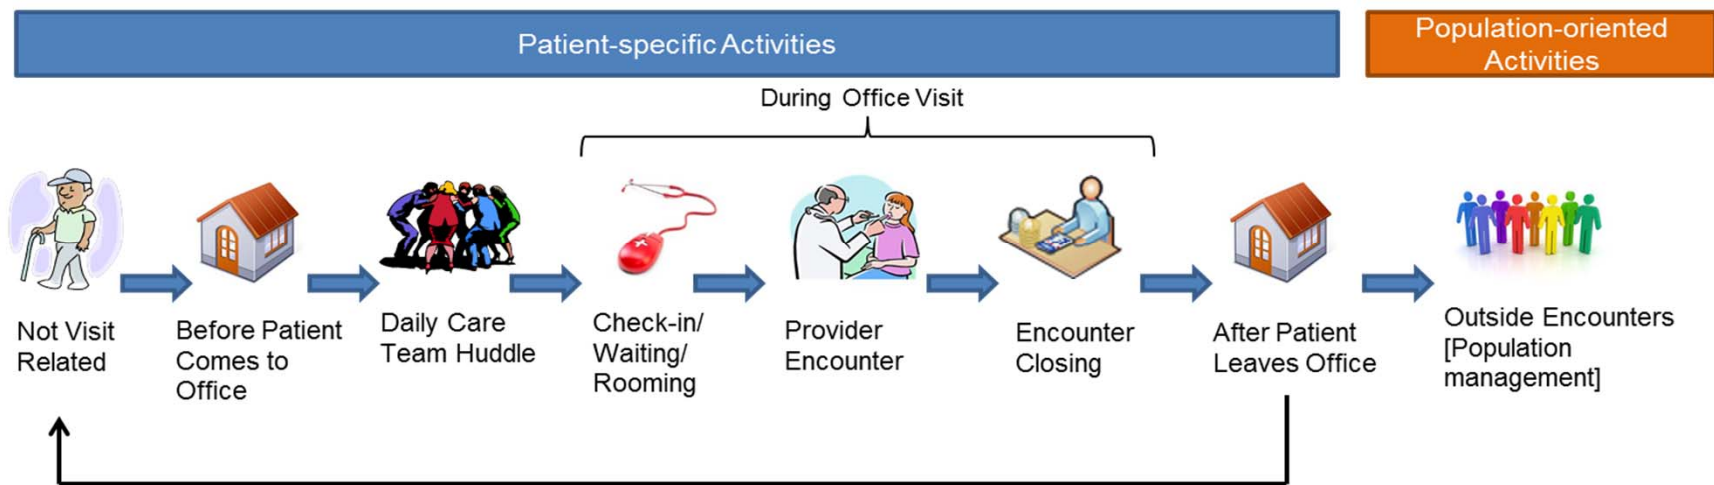 Patient-specific Activities
Population-oriented
Activities
During Office Visit
Not Visit
Related
Before Patient
Comes to
Office
Daily Care
Team Huddle
Check-in/
Waiting/
Rooming
Provider
Encounter
Encounter
Closing
After Patient
Leaves Office
Outside Encounters
[Population
management]